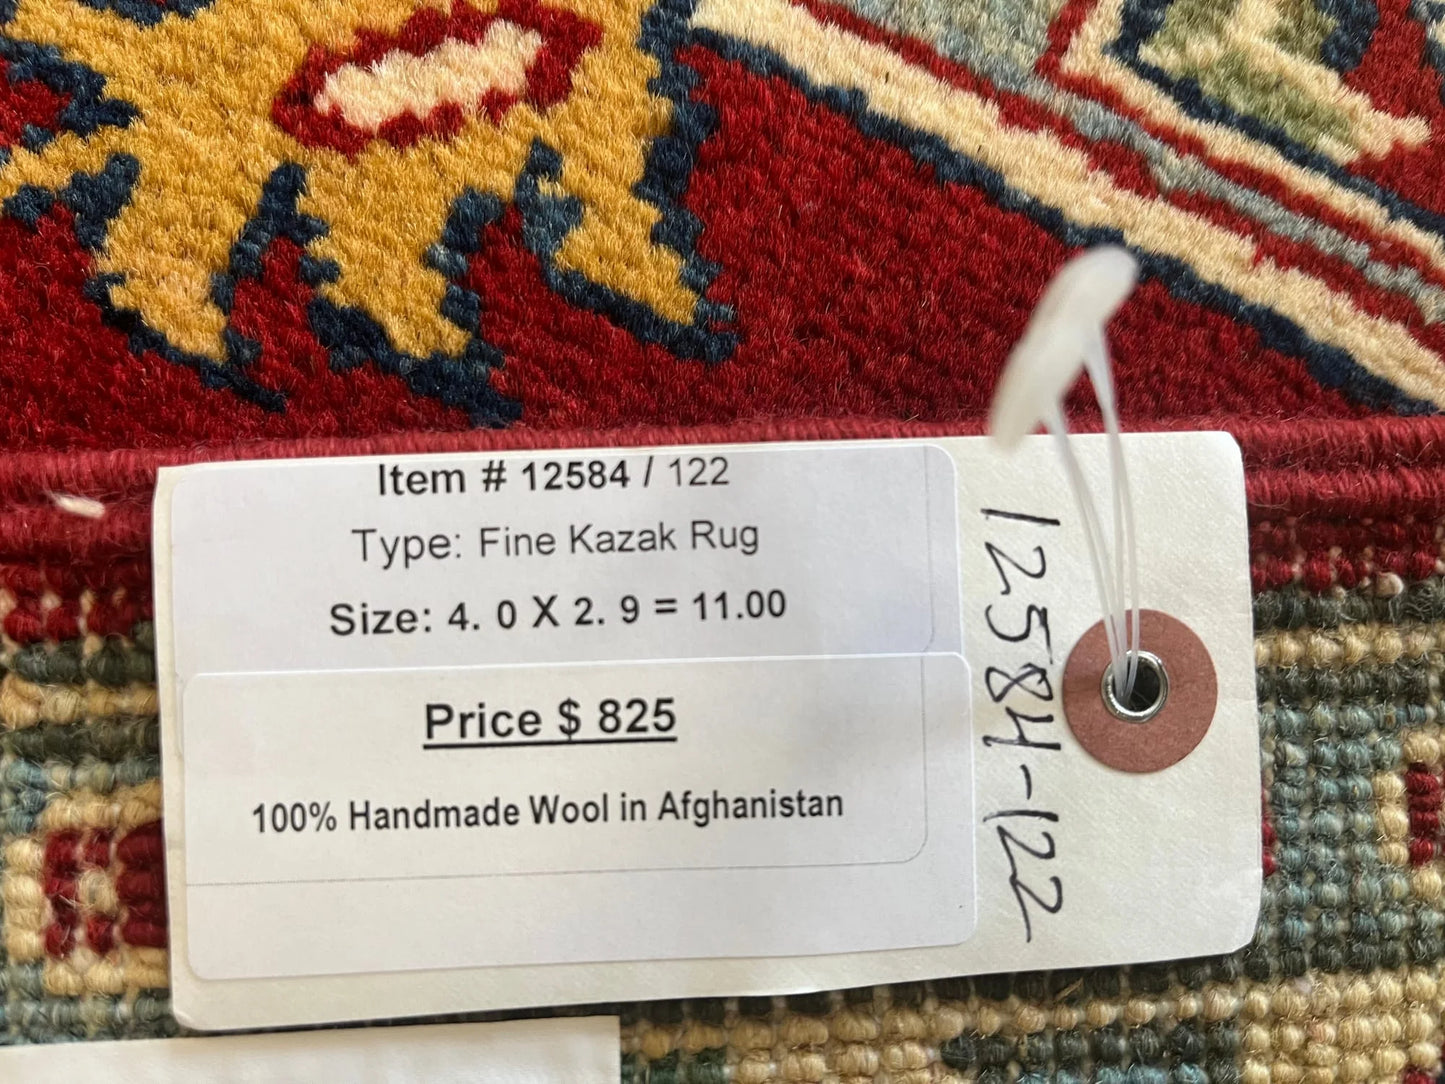 Item # 12584 / 122
Type: Fine Kazak Rug
Size: 4. 0 X 2. 9 = 11.00
Price $ 825
100% Handmade Wool in Afghanistan
12584-122